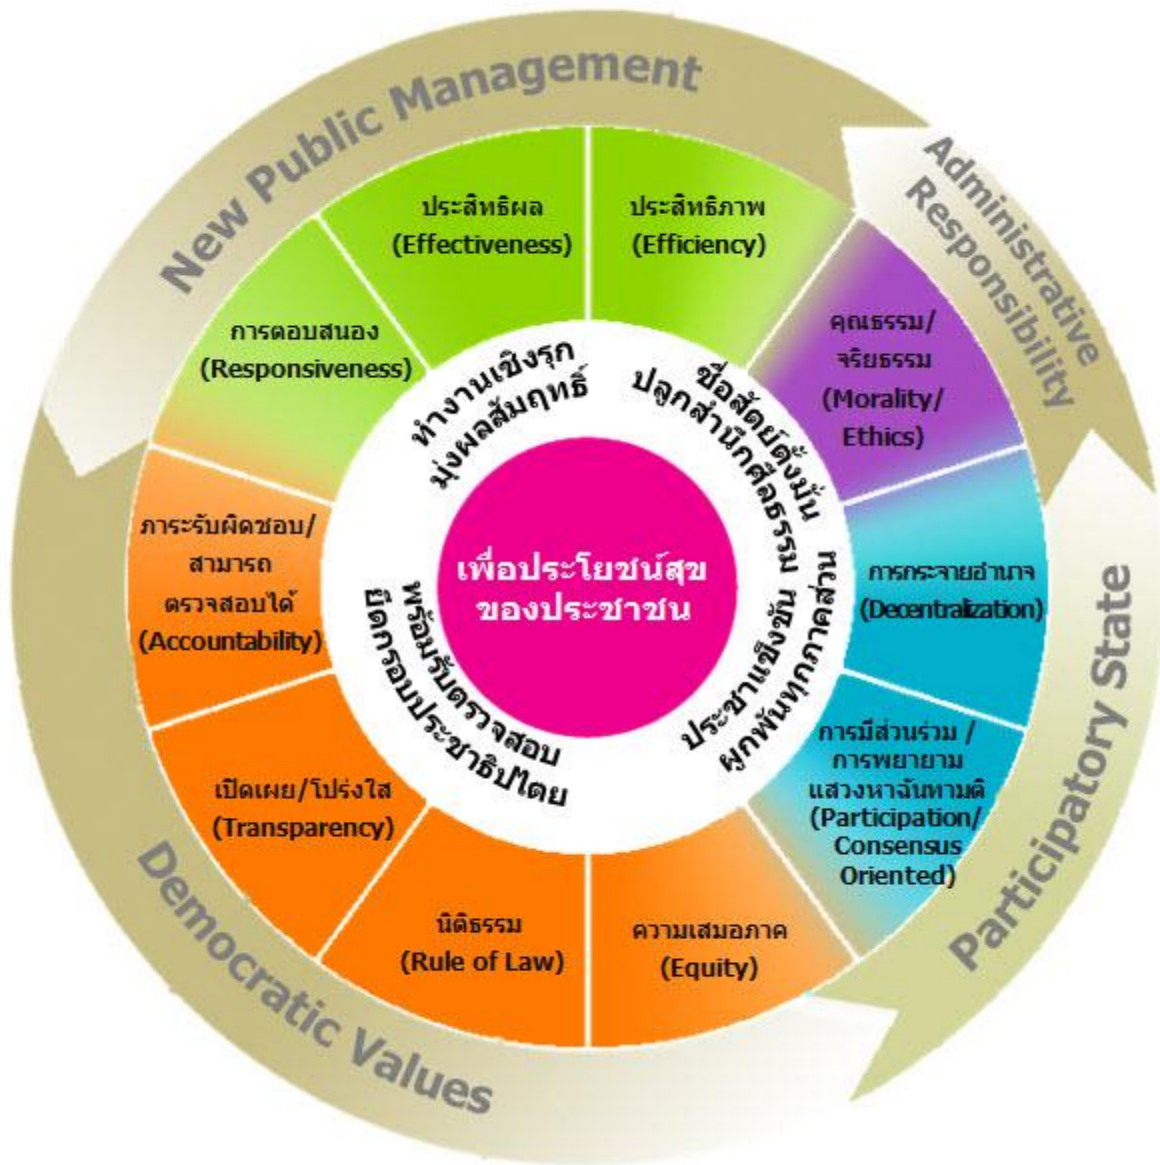 New Public Management
Administrative
Responsibility
Participatory State
Democratic Values
ประสิทธิผล
(Effectiveness)
ประสิทธิภาพ
(Efficiency)
คุณธรรม/
จริยธรรม
(Morality/
Ethics)
การกระจายอำนาจ
(Decentralization)
การมีส่วนร่วม /
การพยายาม
แสวงหาฉันทามติ
(Participation/
Consensus
Oriented)
ความเสมอภาค
(Equity)
นิติธรรม
(Rule of Law)
เปิดเผย/โปร่งใส
(Transparency)
ภาระรับผิดชอบ/
สามารถ
ตรวจสอบได้
(Accountability)
การตอบสนอง
(Responsiveness)
ทำงานเชิงรุก
มุ่งผลสัมฤทธิ์
ซื่อสัตย์ตั้งมั่น
ปลูกสำนึกศีลธรรม
ประชาแข็งขัน
ผูกพันทุกภาคส่วน
พร้อมรับตรวจสอบ
ยึดกรอบประชาธิปไตย
เพื่อประโยชน์สุข
ของประชาชน